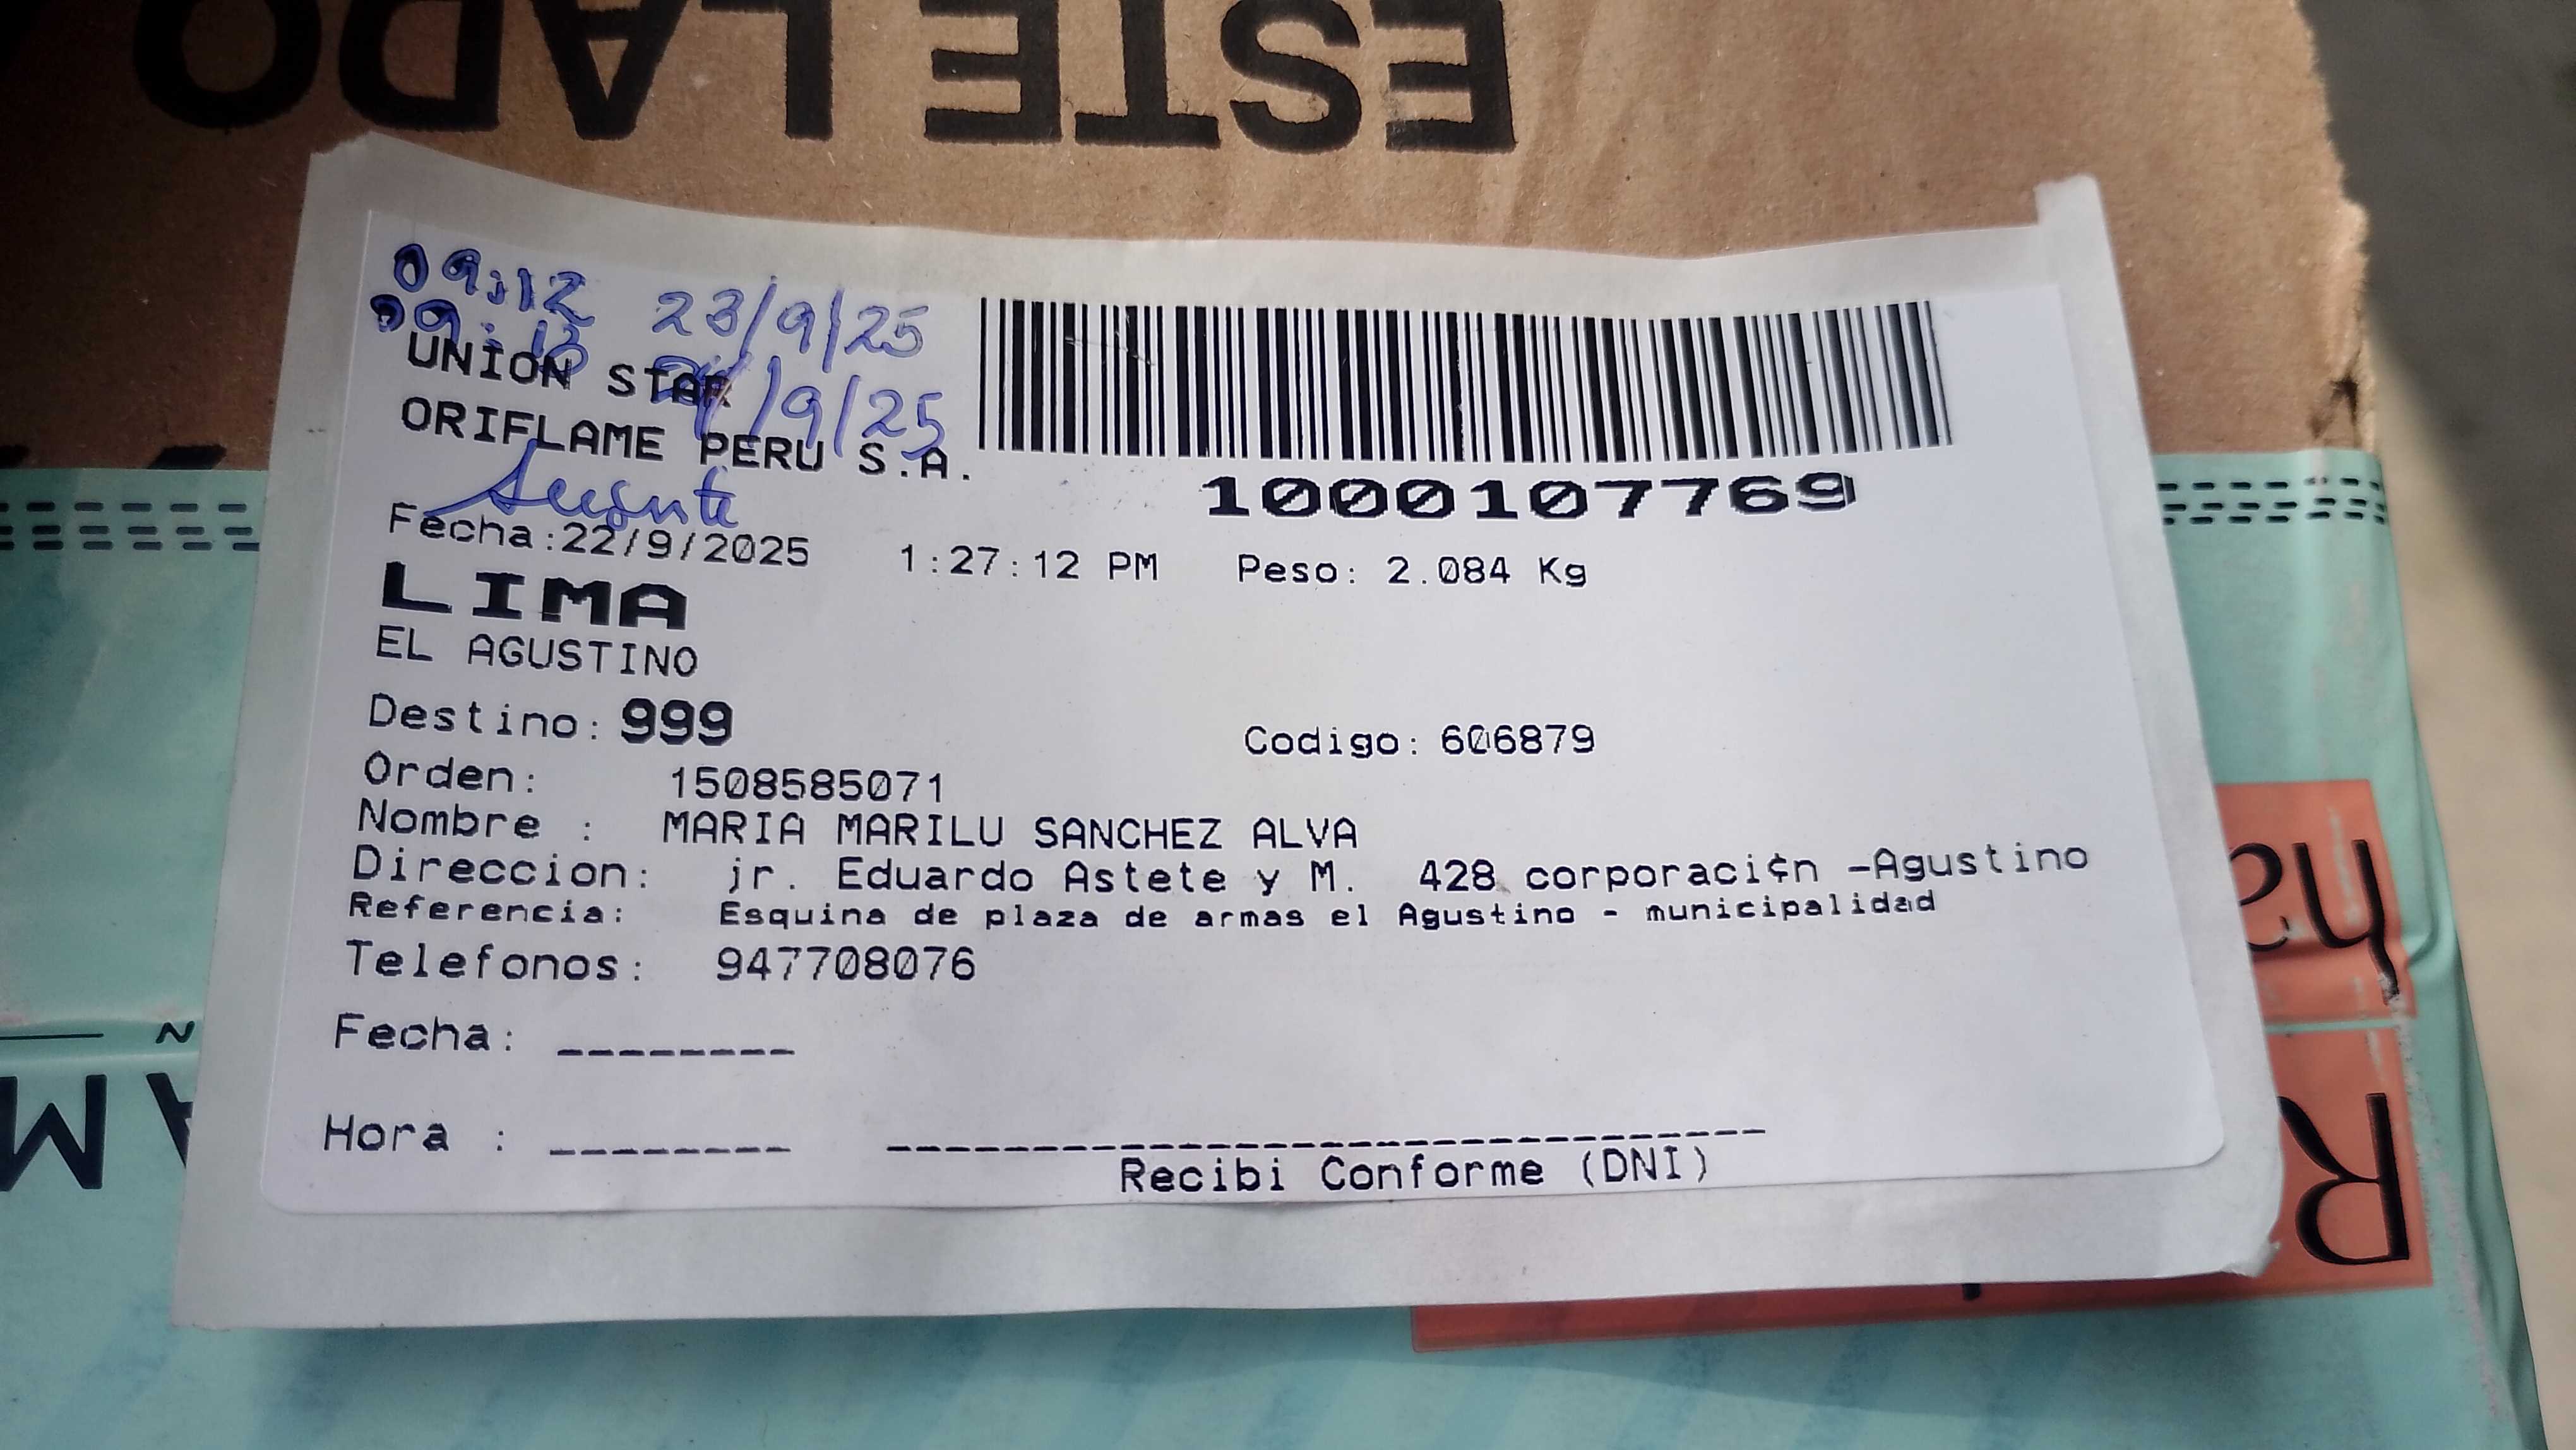 ESTE LADO
09:12 23/9/25
09:13 24/9/25
UNION STAR
ORIFLAME PERU S.A.
Ausente
1000107769
Fecha:22/9/2025 1:27:12 PM Peso: 2.084 Kg
LIMA
EL AGUSTINO
Destino: 999 Codigo: 606879
Orden: 1508585071
Nombre : MARIA MARILU SANCHEZ ALVA
Direccion: jr. Eduardo Astete y M. 428 corporaci¢n -Agustino
Referencia: Esquina de plaza de armas el Agustino - municipalidad
Telefonos: 947708076
Fecha: --------
Hora : --------
Recibi Conforme (DNI)